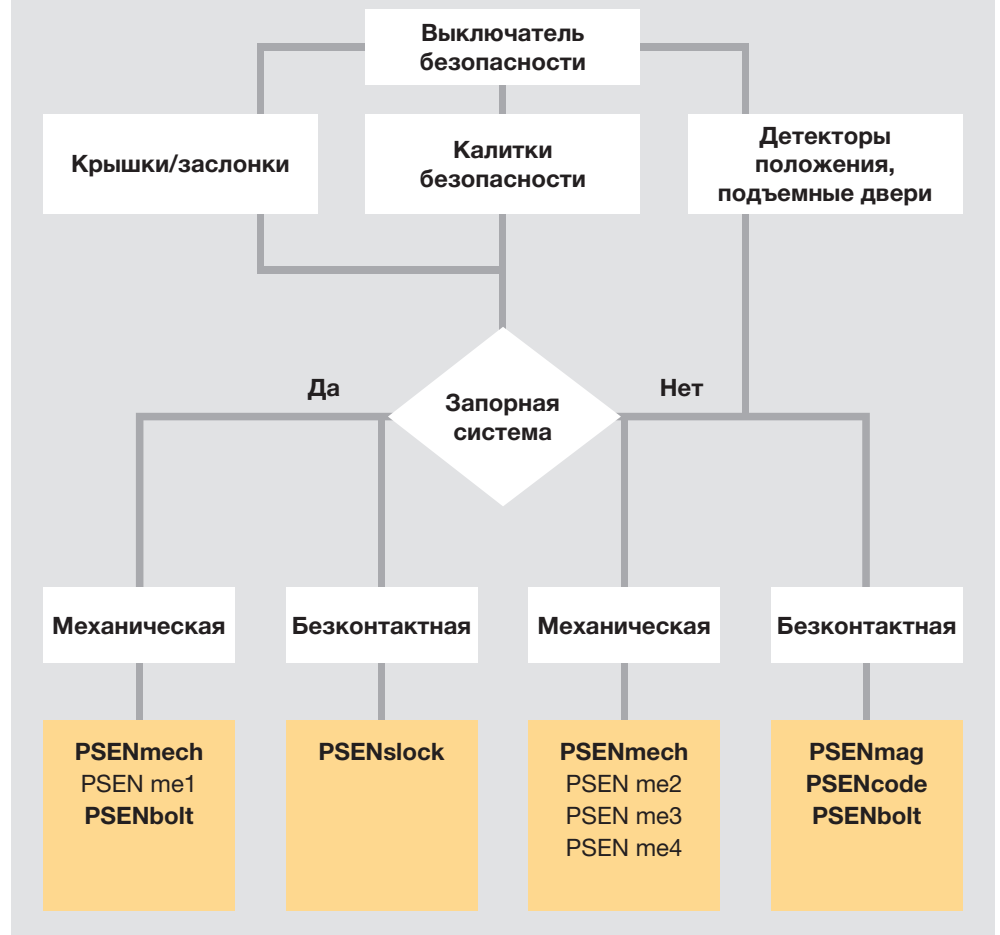 Выключатель
безопасности
Крышки/заслонки
Калитки
безопасности
Детекторы
положения,
подъемные двери
Да
Запорная
система
Нет
Механическая
Безконтактная
Механическая
Безконтактная
PSENmech
PSEN me1
PSENbolt
PSENslock
PSENmech
PSEN me2
PSEN me3
PSEN me4
PSENmag
PSENcode
PSENbolt